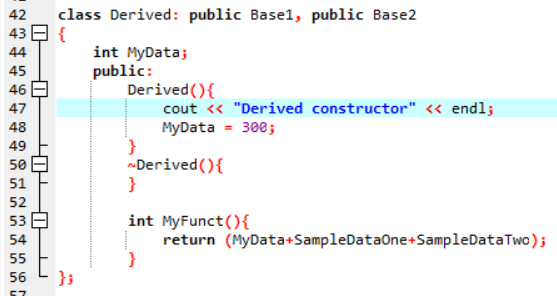 42 class Derived: public Base1, public Base2
43 {
44 int MyData;
45 public:
46 Derived(){
47 cout << "Derived constructor" << endl;
48 MyData = 300;
49 }
50 ~Derived(){
51 }
52
53 int MyFunct(){
54 return (MyData+SampleDataOne+SampleDataTwo);
55 }
56 };
57